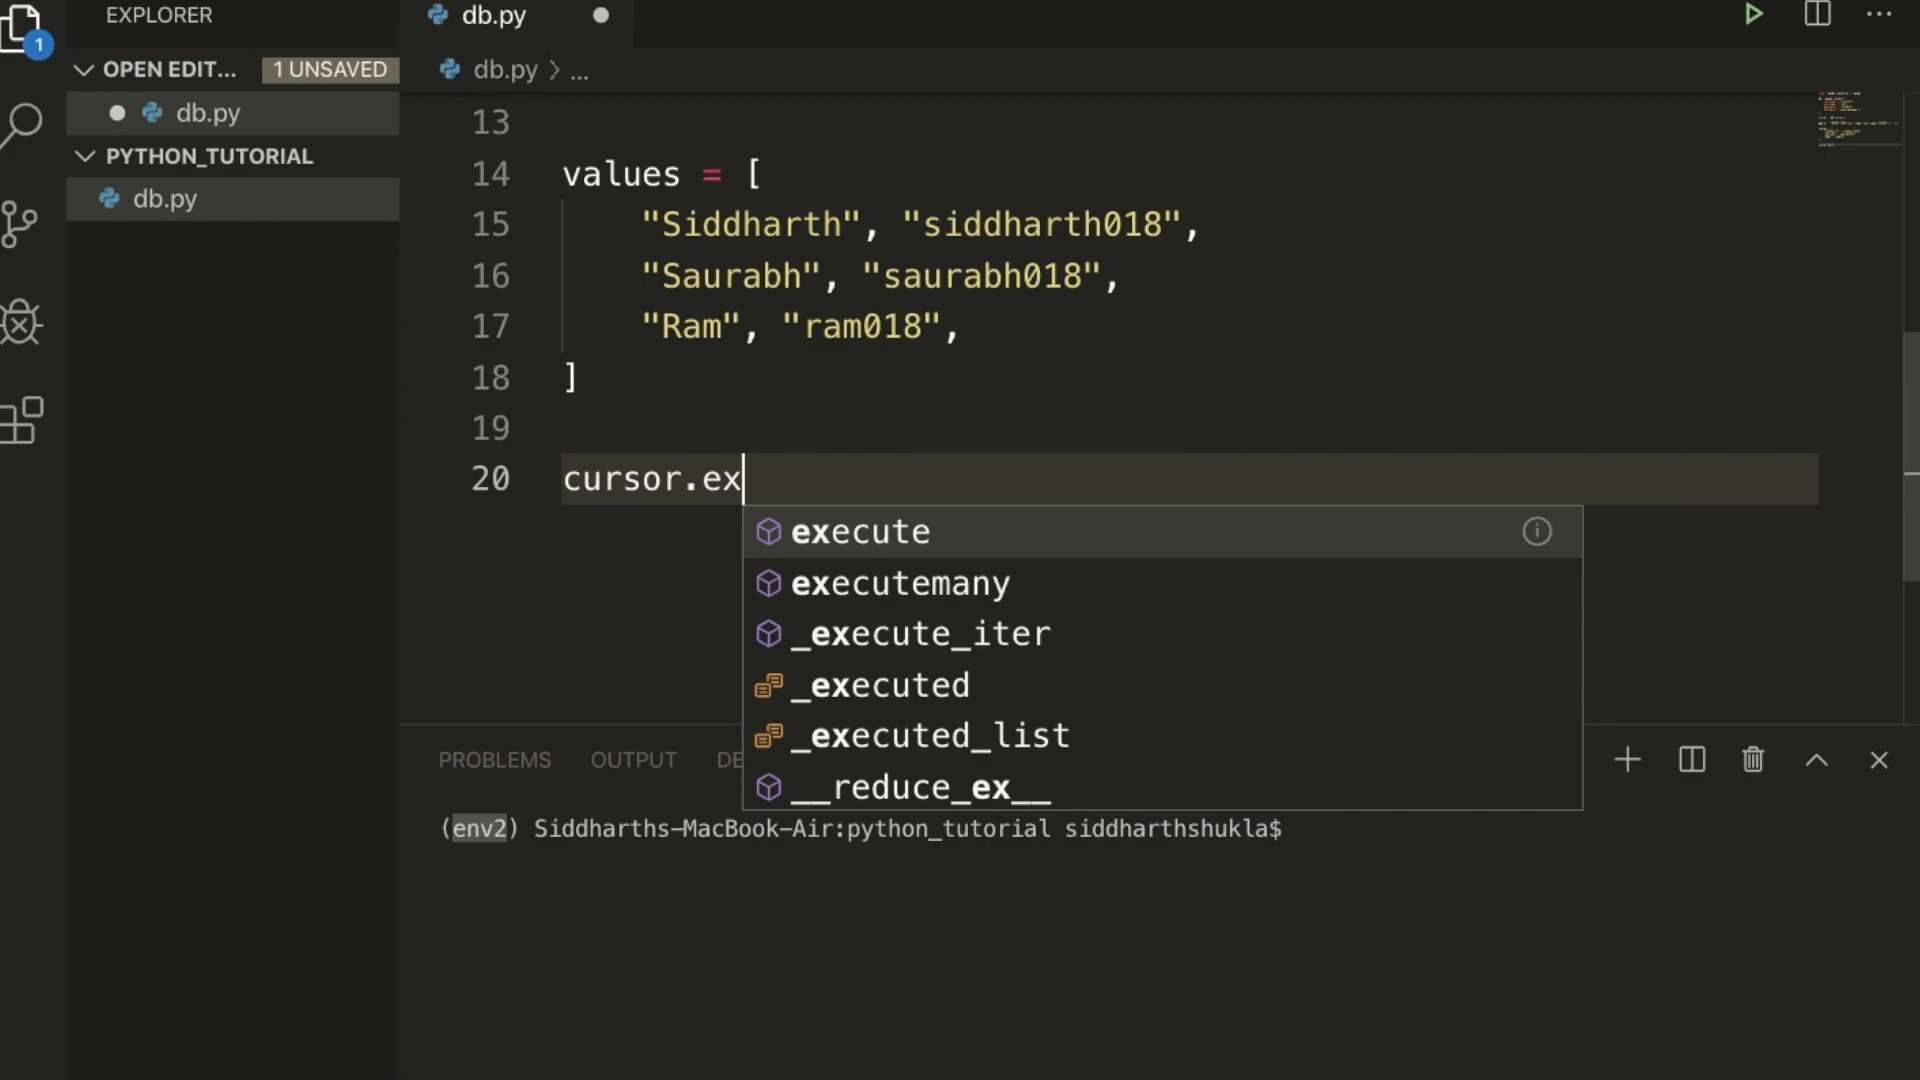 EXPLORER
db.py
1
OPEN EDIT... 1 UNSAVED
db.py > ...
db.py
PYTHON_TUTORIAL
db.py
13
14 values = [
15 "Siddharth", "siddharth018",
16 "Saurabh", "saurabh018",
17 "Ram", "ram018",
18 ]
19
20 cursor.ex
execute
executemany
_execute_iter
_executed
_executed_list
__reduce_ex__
PROBLEMS OUTPUT DE
(env2) Siddharths-MacBook-Air:python_tutorial siddharthshukla$